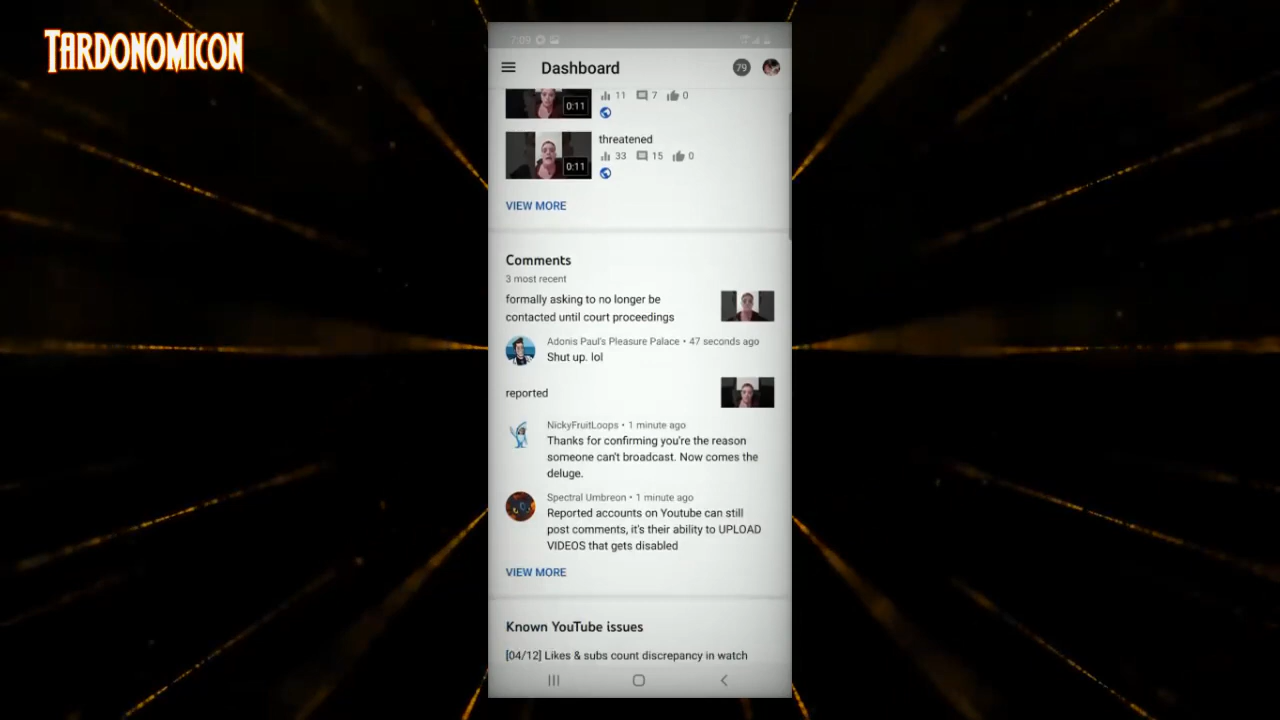 TARDONOMICON
7:09
Dashboard
79
11 7 0
0:11
threatened
33 15 0
0:11
VIEW MORE
Comments
3 most recent
formally asking to no longer be
contacted until court proceedings
Adonis Paul's Pleasure Palace • 47 seconds ago
Shut up. lol
reported
NickyFruitLoops • 1 minute ago
Thanks for confirming you're the reason
someone can't broadcast. Now comes the
deluge.
Spectral Umbreon • 1 minute ago
Reported accounts on Youtube can still
post comments, it's their ability to UPLOAD
VIDEOS that gets disabled
VIEW MORE
Known YouTube issues
[04/12] Likes & subs count discrepancy in watch